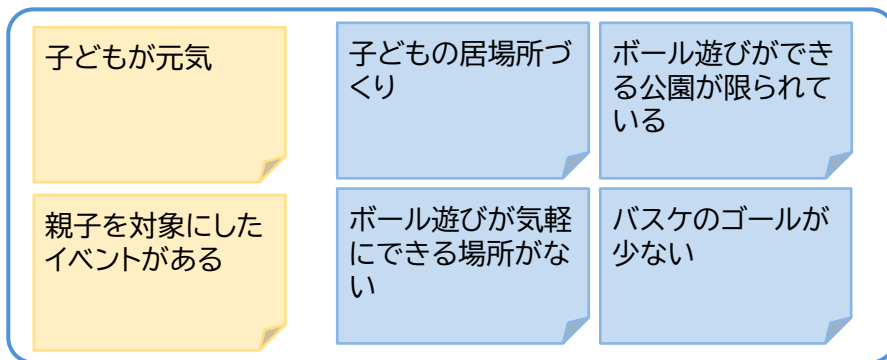 子どもが元気
子どもの居場所づ
くり
ボール遊びができ
る公園が限られて
いる
親子を対象にした
イベントがある
ボール遊びが気軽
にできる場所がな
い
バスケのゴールが
少ない